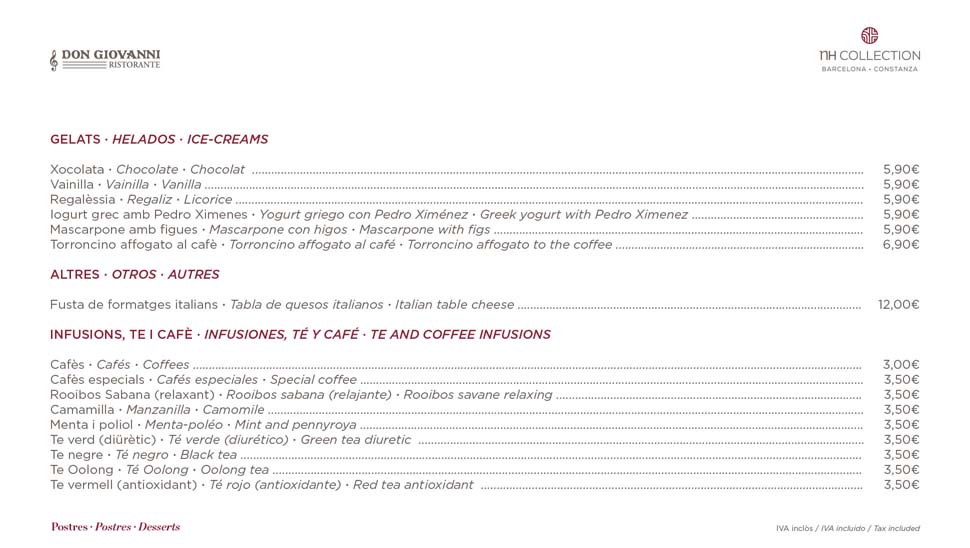 DON GIOVANNI
RISTORANTE
NH COLLECTION
BARCELONA · CONSTANZA
GELATS · HELADOS · ICE-CREAMS
Xocolata · Chocolate · Chocolat ........ 5,90€
Vainilla · Vainilla · Vanilla ........ 5,90€
Regalèssia · Regaliz · Licorice ........ 5,90€
Iogurt grec amb Pedro Ximenes · Yogurt griego con Pedro Ximénez · Greek yogurt with Pedro Ximenez ........ 5,90€
Mascarpone amb figues · Mascarpone con higos · Mascarpone with figs ........ 5,90€
Torroncino affogato al cafè · Torroncino affogato al café · Torroncino affogato to the coffee ........ 6,90€
ALTRES · OTROS · AUTRES
Fusta de formatges italians · Tabla de quesos italianos · Italian table cheese ........ 12,00€
INFUSIONS, TE I CAFÈ · INFUSIONES, TÉ Y CAFÉ · TE AND COFFEE INFUSIONS
Cafès · Cafés · Coffees ........ 3,00€
Cafès especials · Cafés especiales · Special coffee ........ 3,50€
Rooibos Sabana (relaxant) · Rooibos sabana (relajante) · Rooibos savane relaxing ........ 3,50€
Camamilla · Manzanilla · Camomile ........ 3,50€
Menta i poliol · Menta-poléo · Mint and pennyroya ........ 3,50€
Te verd (diürètic) · Té verde (diurético) · Green tea diuretic ........ 3,50€
Te negre · Té negro · Black tea ........ 3,50€
Te Oolong · Té Oolong · Oolong tea ........ 3,50€
Te vermell (antioxidant) · Té rojo (antioxidante) · Red tea antioxidant ........ 3,50€
Postres · Postres · Desserts
IVA inclòs / IVA incluido / Tax included